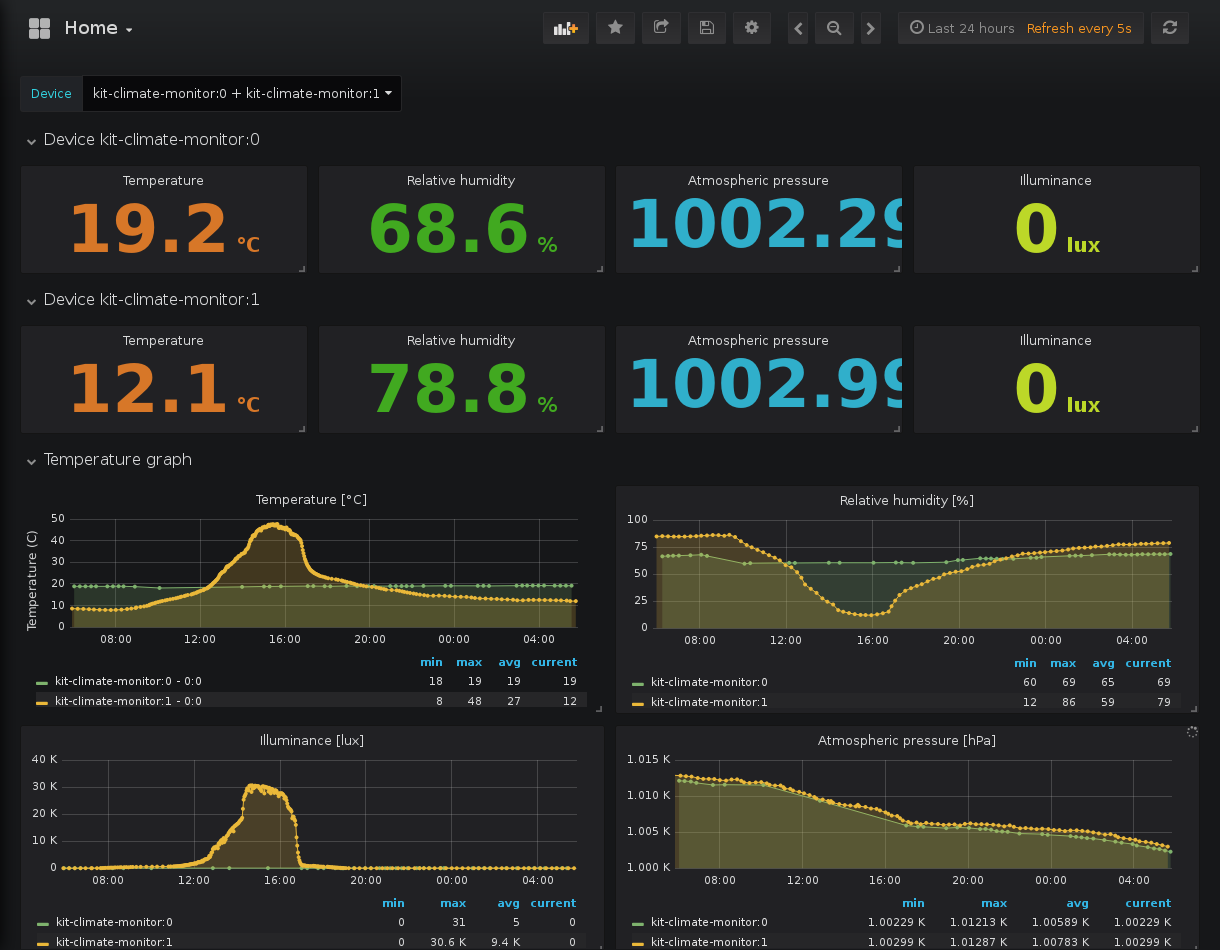 Home
Last 24 hours Refresh every 5s
Device kit-climate-monitor:0 + kit-climate-monitor:1
Device kit-climate-monitor:0
Temperature Relative humidity Atmospheric pressure Illuminance
19.2 °C 68.6 % 1002.29 0 lux
Device kit-climate-monitor:1
Temperature Relative humidity Atmospheric pressure Illuminance
12.1 °C 78.8 % 1002.99 0 lux
Temperature graph
Temperature [°C]
Temperature (C)
50
40
30
20
10
0
08:00 12:00 16:00 20:00 00:00 04:00
min max avg current
kit-climate-monitor:0 - 0:0 18 19 19 19
kit-climate-monitor:1 - 0:0 8 48 27 12
Relative humidity [%]
100
75
50
25
0
08:00 12:00 16:00 20:00 00:00 04:00
min max avg current
kit-climate-monitor:0 60 69 65 69
kit-climate-monitor:1 12 86 59 79
Illuminance [lux]
40 K
30 K
20 K
10 K
0
08:00 12:00 16:00 20:00 00:00 04:00
min max avg current
kit-climate-monitor:0 0 31 5 0
kit-climate-monitor:1 0 30.6 K 9.4 K 0
Atmospheric pressure [hPa]
1.015 K
1.010 K
1.005 K
1.000 K
08:00 12:00 16:00 20:00 00:00 04:00
min max avg current
kit-climate-monitor:0 1.00229 K 1.01213 K 1.00589 K 1.00229 K
kit-climate-monitor:1 1.00299 K 1.01287 K 1.00783 K 1.00299 K